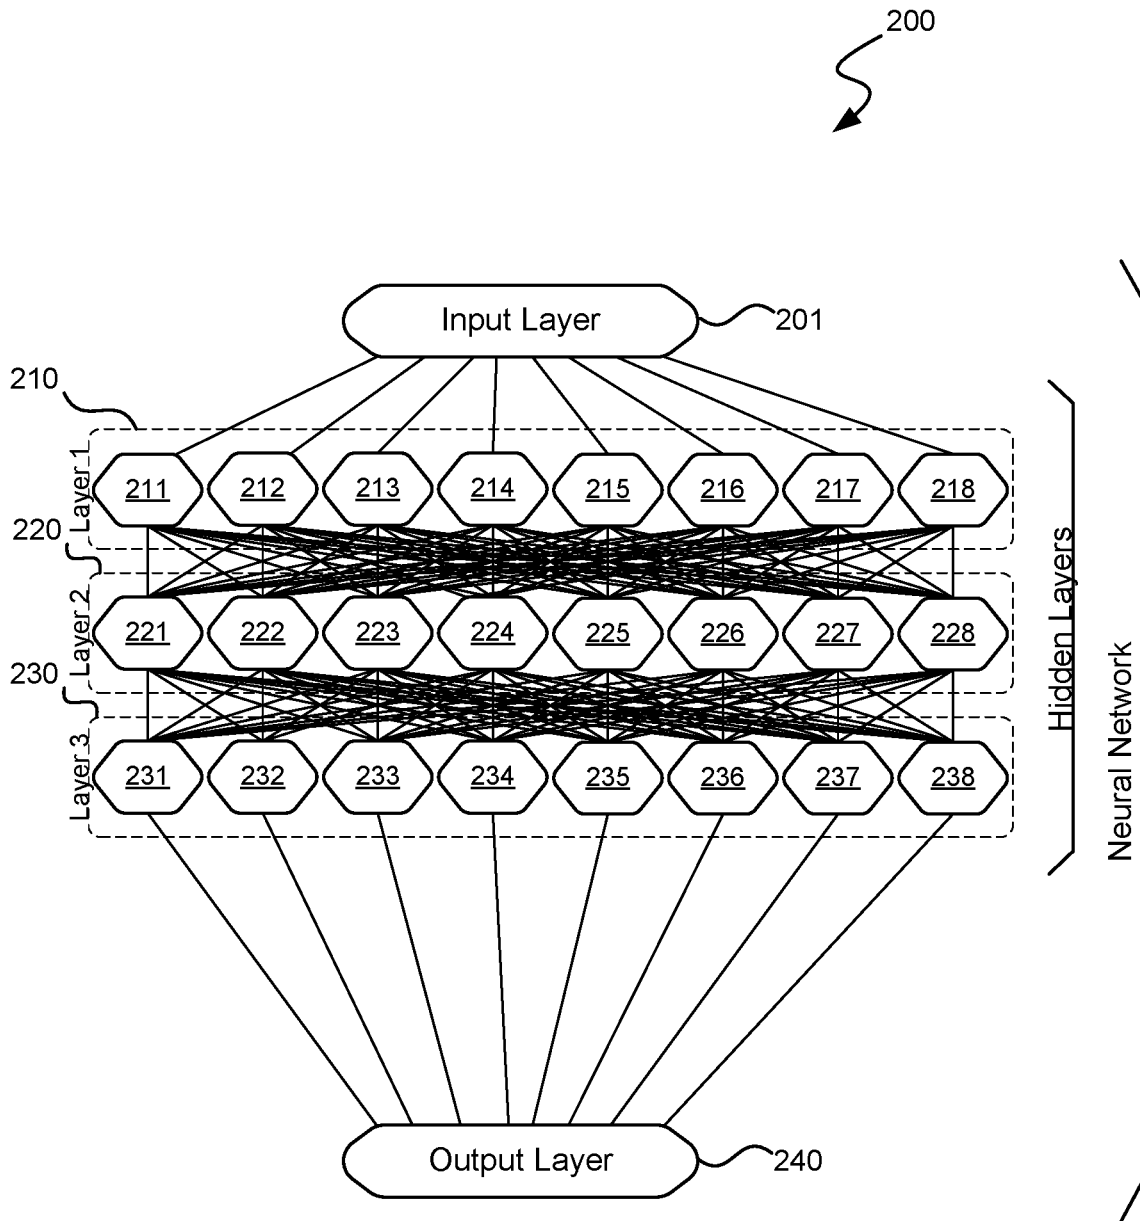 200
Input Layer
201
210
Layer 1
211 212 213 214 215 216 217 218
220
Layer 2
221 222 223 224 225 226 227 228
230
Layer 3
231 232 233 234 235 236 237 238
Hidden Layers
Neural Network
Output Layer
240